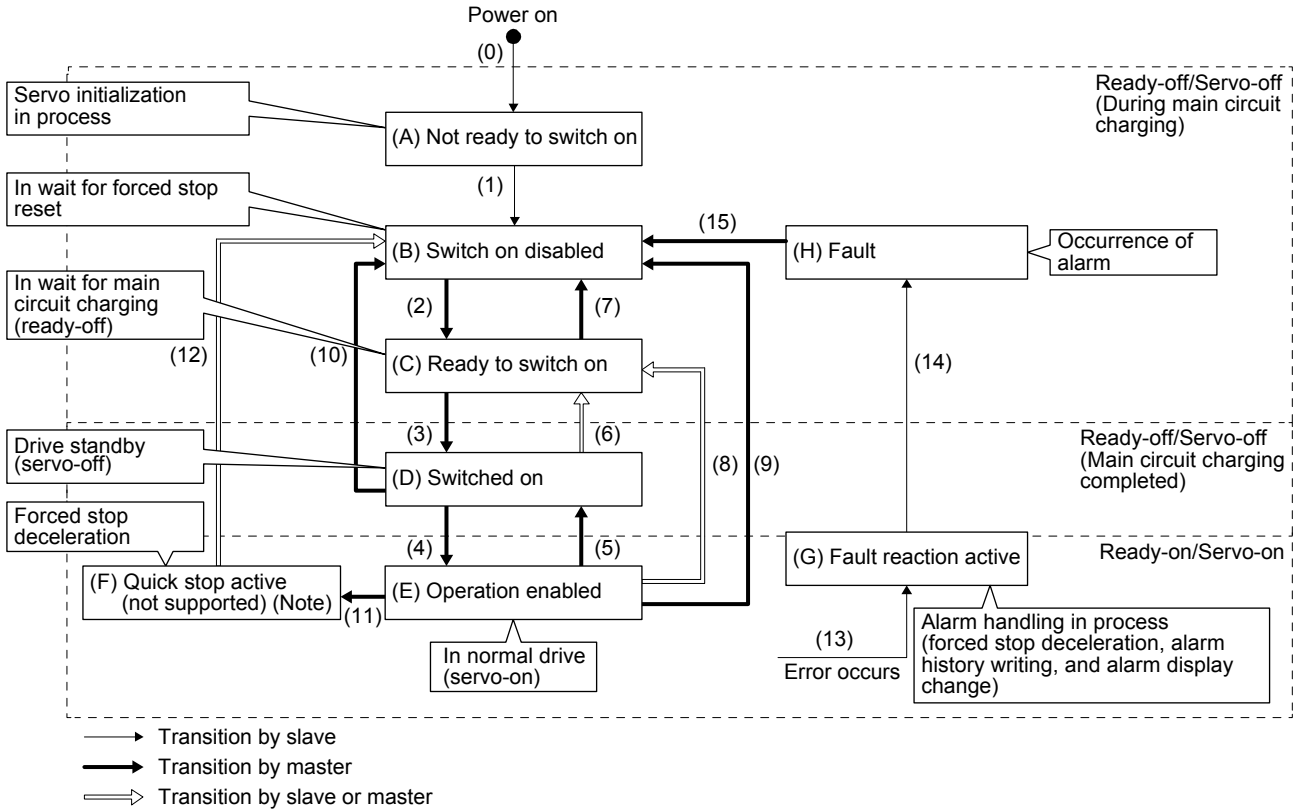 Power on
(0)
Ready-off/Servo-off
(During main circuit
charging)
Servo initialization
in process
(A) Not ready to switch on
(1)
In wait for forced stop
reset
(15)
(B) Switch on disabled
(H) Fault
Occurrence of
alarm
In wait for main
circuit charging
(ready-off)
(2)
(7)
(12)
(10)
(C) Ready to switch on
(14)
(3)
(6)
Ready-off/Servo-off
(Main circuit charging
completed)
Drive standby
(servo-off)
(8)
(9)
(D) Switched on
Forced stop
deceleration
(4)
(5)
(G) Fault reaction active
Ready-on/Servo-on
(F) Quick stop active
(not supported) (Note)
(11)
(E) Operation enabled
In normal drive
(servo-on)
(13)
Error occurs
Alarm handling in process
(forced stop deceleration, alarm
history writing, and alarm display
change)
Transition by slave
Transition by master
Transition by slave or master